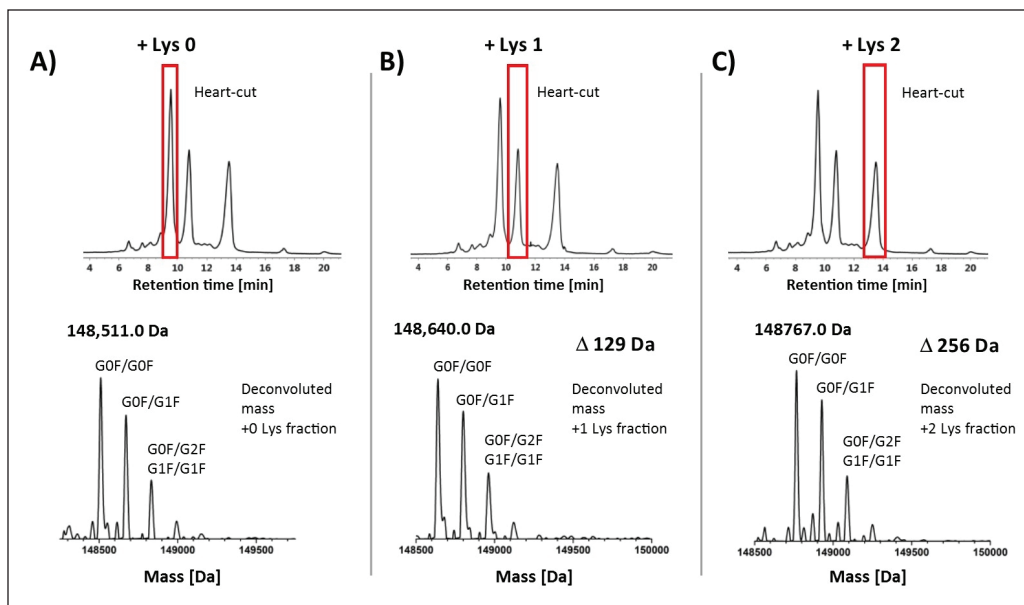 A)
+ Lys 0
Heart-cut
4 6 8 10 12 14 16 18 20
Retention time [min]
148,511.0 Da
G0F/G0F
G0F/G1F
G0F/G2F
G1F/G1F
Deconvoluted
mass
+0 Lys fraction
148500 149000 149500
Mass [Da]
B)
+ Lys 1
Heart-cut
4 6 8 10 12 14 16 18 20
Retention time [min]
148,640.0 Da
Δ 129 Da
G0F/G0F
G0F/G1F
G0F/G2F
G1F/G1F
Deconvoluted
mass
+1 Lys fraction
148500 149000 149500 150000
Mass [Da]
C)
+ Lys 2
Heart-cut
4 6 8 10 12 14 16 18 20
Retention time [min]
148767.0 Da
Δ 256 Da
G0F/G0F
G0F/G1F
G0F/G2F
G1F/G1F
Deconvoluted
mass
+2 Lys fraction
148500 149000 149500 150000
Mass [Da]